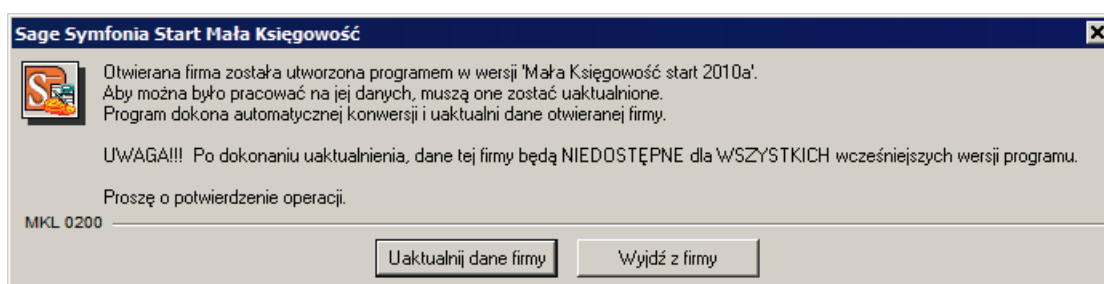 Sage Symfonia Start Mała Księgowość
Otwierana firma została utworzona programem w wersji 'Mała Księgowość start 2010a'.
Aby można było pracować na jej danych, muszą one zostać uaktualnione.
Program dokona automatycznej konwersji i uaktualni dane otwieranej firmy.
UWAGA!!! Po dokonaniu uaktualnienia, dane tej firmy będą NIEDOSTĘPNE dla WSZYSTKICH wcześniejszych wersji programu.
Proszę o potwierdzenie operacji.
MKL 0200
Uaktualnij dane firmy Wyjdź z firmy